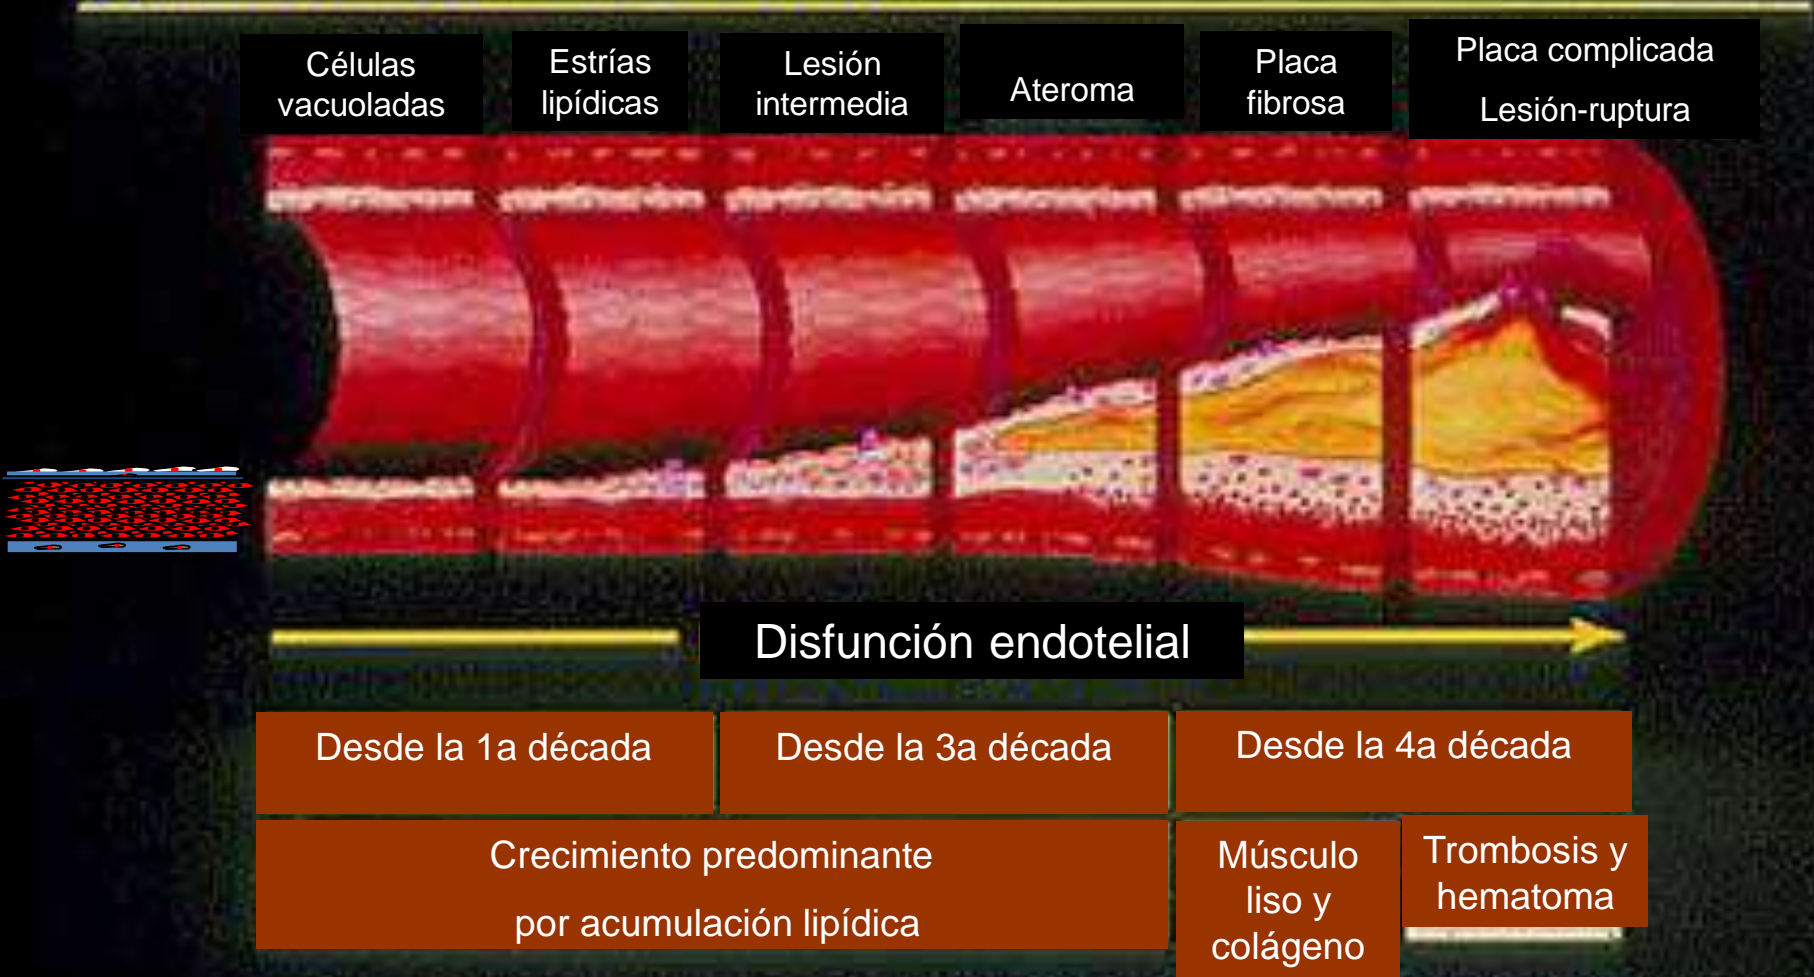 Células
vacuoladas
Estrías
lipídicas
Lesión
intermedia
Ateroma
Placa
fibrosa
Placa complicada
Lesión-ruptura
Disfunción endotelial
Desde la 1a década
Desde la 3a década
Desde la 4a década
Crecimiento predominante
por acumulación lipídica
Músculo
liso y
colágeno
Trombosis y
hematoma